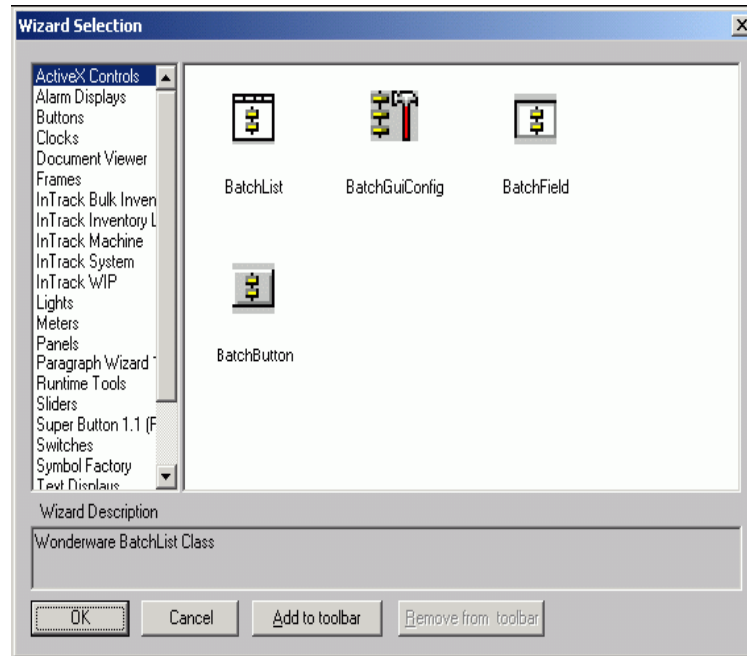 Wizard Selection
ActiveX Controls
Alarm Displays
Buttons
Clocks
Document Viewer
Frames
InTrack Bulk Inven
InTrack Inventory L
InTrack Machine
InTrack System
InTrack WIP
Lights
Meters
Panels
Paragraph Wizard
Runtime Tools
Sliders
Super Button 1.1 (F
Switches
Symbol Factory
Text Displays
BatchList
BatchGuiConfig
BatchField
BatchButton
Wizard Description
Wonderware BatchList Class
OK
Cancel
Add to toolbar
Remove from toolbar